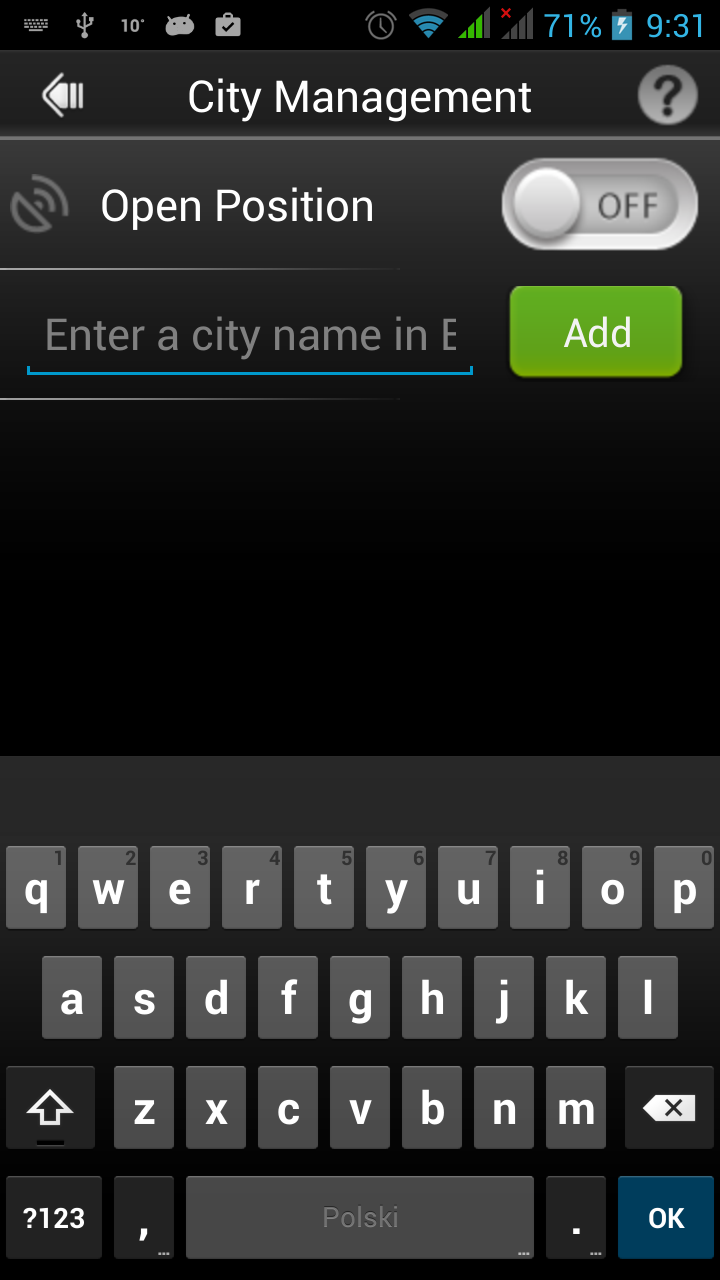 10° 71% 9:31
City Management
?
Open Position OFF
Enter a city name in E Add
1 2 3 4 5 6 7 8 9 0
q w e r t y u i o p
a s d f g h j k l
z x c v b n m
?123 , ... Polski ... . ... OK